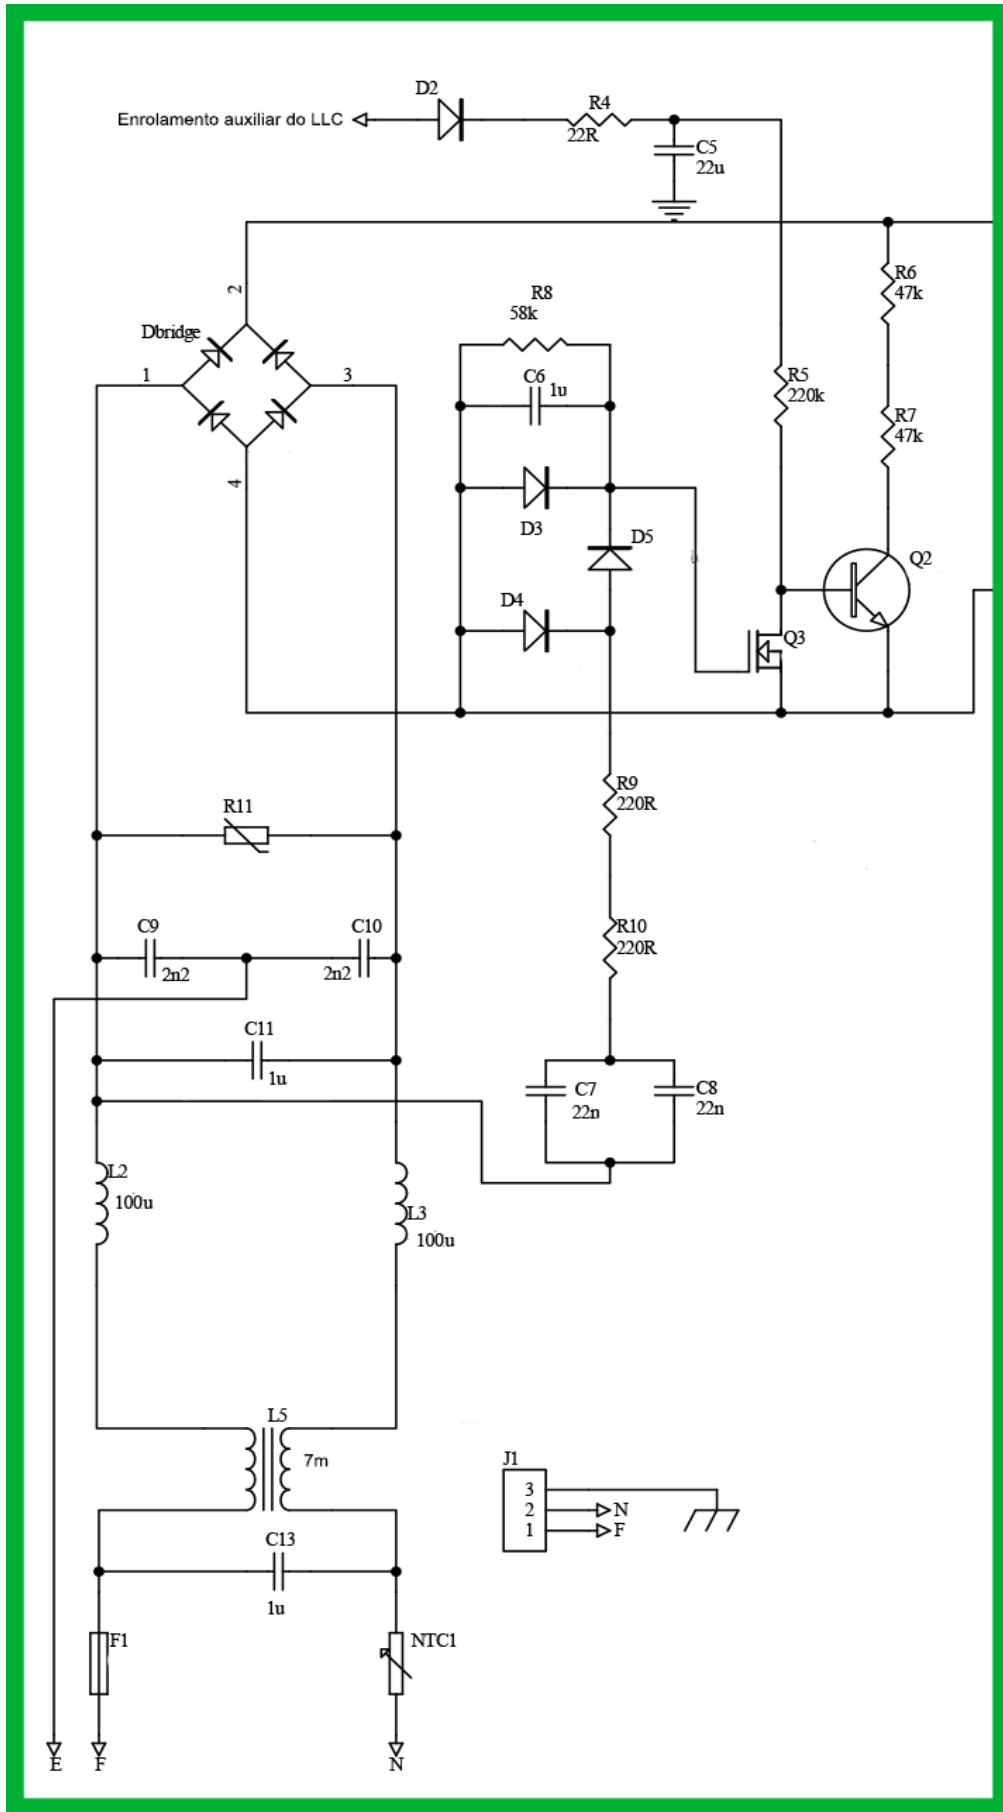 D2
Enrolamento auxiliar do LLC
R4
22R
C5
22u
2
R6
47k
R8
58k
Dbridge
1
3
C6
1u
R5
220k
R7
47k
4
D3
D5
Q2
D4
Q3
R9
220R
R11
C9
2n2
C10
2n2
R10
220R
C11
1u
C7
22n
C8
22n
L2
100u
L3
100u
L5
7m
J1
3
2
N
1
F
C13
1u
F1
NTC1
E
F
N